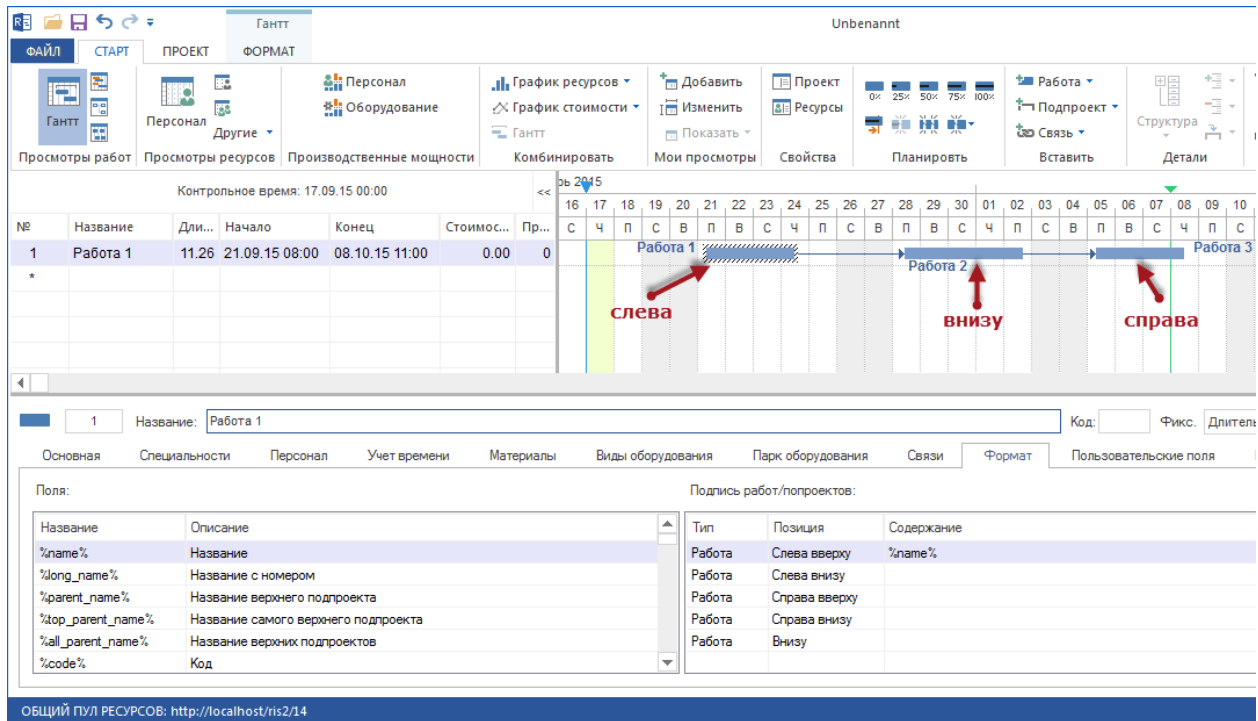 Гантт
Unbenannt
ФАЙЛ СТАРТ ПРОЕКТ ФОРМАТ
Гантт
Просмотры работ
Персонал
Другие
Просмотры ресурсов
Персонал
Оборудование
Производственные мощности
График ресурсов
График стоимости
Гантт
Комбинировать
Добавить
Изменить
Показать
Мои просмотры
Проект
Ресурсы
Свойства
0% 25% 50% 75% 100%
Планировть
Работа
Подпроект
Связь
Вставить
Структура
Детали
Контрольное время: 17.09.15 00:00 <<
рь 2015
16 17 18 19 20 21 22 23 24 25 26 27 28 29 30 01 02 03 04 05 06 07 08 09 10
С Ч П С В П В С Ч П С В П В С Ч П С В П В С Ч П С
№ Название Дли... Начало Конец Стоимос... Пр...
1 Работа 1 11.26 21.09.15 08:00 08.10.15 11:00 0.00 0
*
Работа 1
Работа 2
Работа 3
слева
внизу
справа
1 Название: Работа 1 Код: Фикс. Длитель
Основная Специальности Персонал Учет времени Материалы Виды оборудования Парк оборудования Связи Формат Пользовательские поля
Поля:
Название Описание
%name% Название
%long_name% Название с номером
%parent_name% Название верхнего подпроекта
%top_parent_name% Название самого верхнего подпроекта
%all_parent_name% Название верхних подпроектов
%code% Код
Подпись работ/попроектов:
Тип Позиция Содержание
Работа Слева вверху %name%
Работа Слева внизу
Работа Справа вверху
Работа Справа внизу
Работа Внизу
ОБЩИЙ ПУЛ РЕСУРСОВ: http://localhost/ris2/14